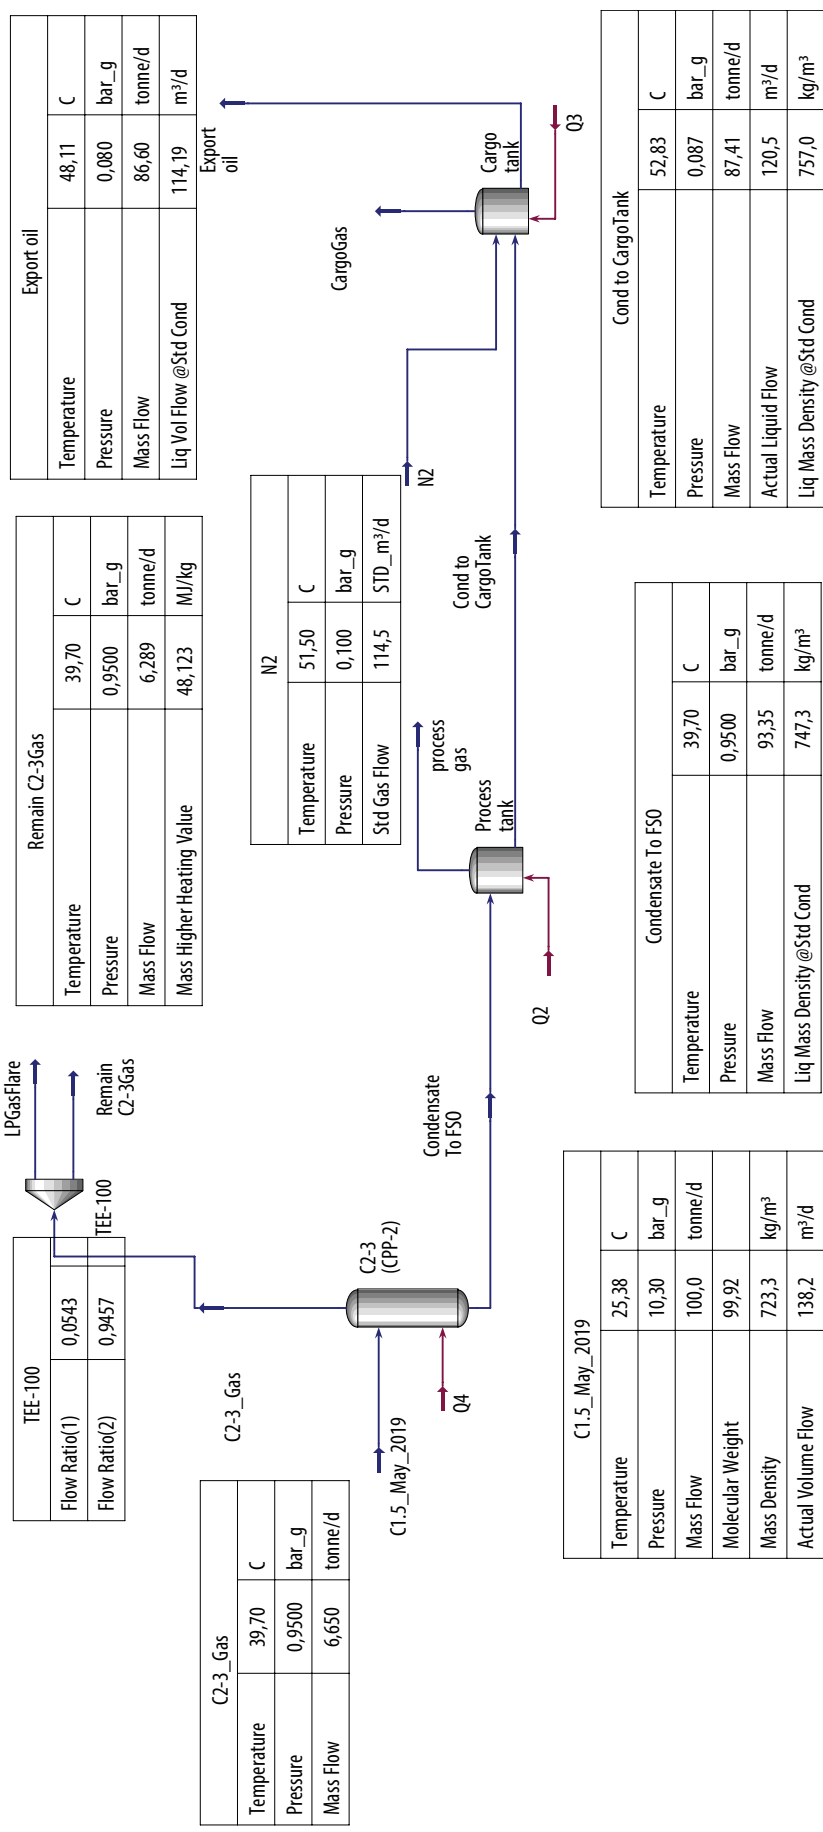 TEE-100
Flow Ratio(1) 0,0543
Flow Ratio(2) 0,9457
LPGasFlare
Remain
C2-3Gas
TEE-100
Remain C2-3Gas
Temperature 39,70 C
Pressure 0,9500 bar_g
Mass Flow 6,289 tonne/d
Mass Higher Heating Value 48,123 MJ/kg
Export oil
Temperature 48,11 C
Pressure 0,080 bar_g
Mass Flow 86,60 tonne/d
Liq Vol Flow @Std Cond 114,19 m³/d
Export
oil
C2-3_Gas
Temperature 39,70 C
Pressure 0,9500 bar_g
Mass Flow 6,650 tonne/d
C2-3_Gas
C2-3
(CPP-2)
C1.5_May_2019
Q4
N2
Temperature 51,50 C
Pressure 0,100 bar_g
Std Gas Flow 114,5 STD_m³/d
N2
CargoGas
Condensate
To FSO
process
gas
Process
tank
Cond to
CargoTank
Cargo
tank
Q2
Q3
C1.5_May_2019
Temperature 25,38 C
Pressure 10,30 bar_g
Mass Flow 100,0 tonne/d
Molecular Weight 99,92
Mass Density 723,3 kg/m³
Actual Volume Flow 138,2 m³/d
Condensate To FSO
Temperature 39,70 C
Pressure 0,9500 bar_g
Mass Flow 93,35 tonne/d
Liq Mass Density @Std Cond 747,3 kg/m³
Cond to CargoTank
Temperature 52,83 C
Pressure 0,087 bar_g
Mass Flow 87,41 tonne/d
Actual Liquid Flow 120,5 m³/d
Liq Mass Density @Std Cond 757,0 kg/m³